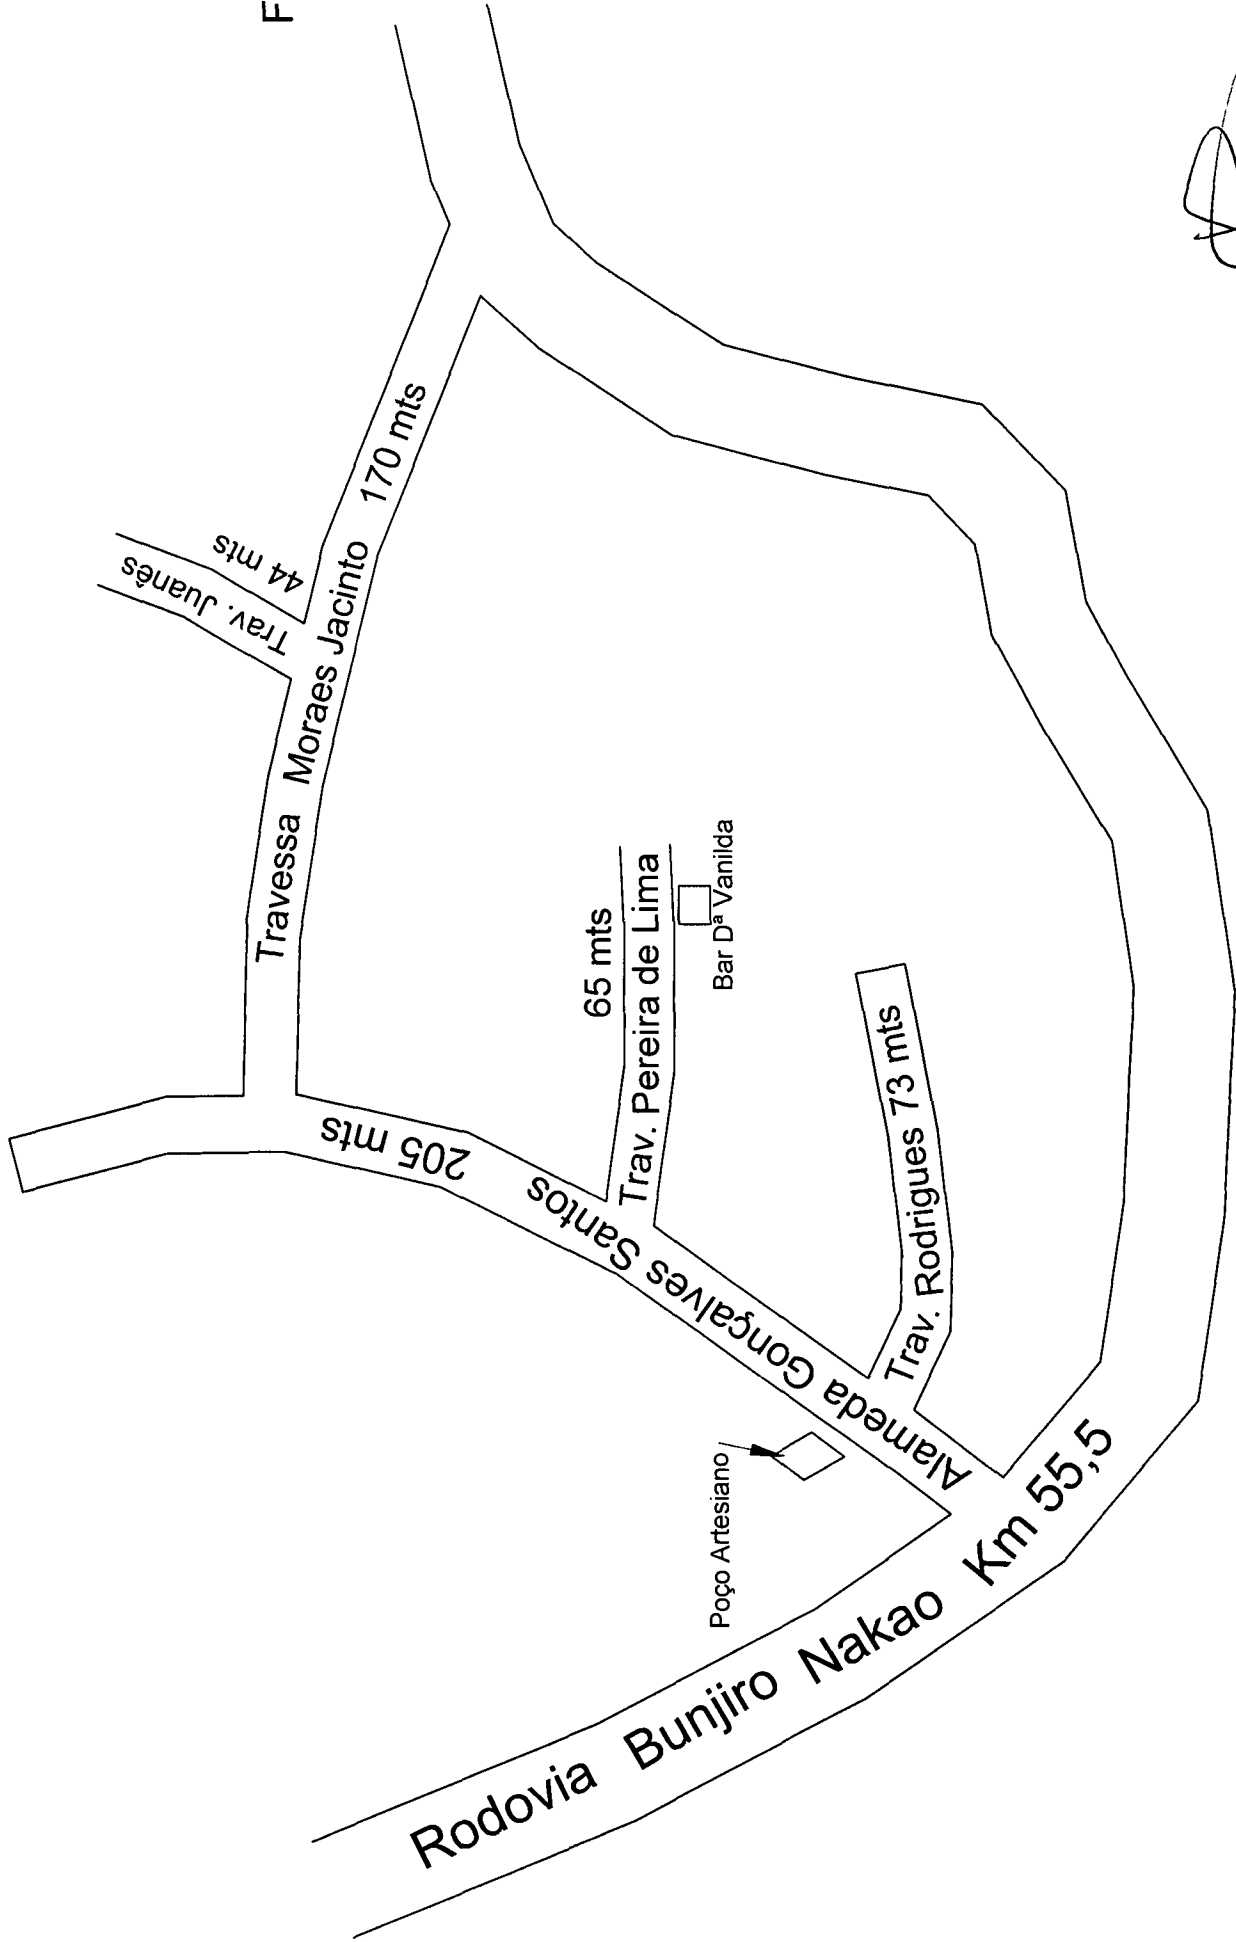 F
Trav. Juanês
44 mts
Travessa Moraes Jacinto 170 mts
Alameda Gonçalves Santos 205 mts
65 mts
Trav. Pereira de Lima
Bar Dª Vanilda
Trav. Rodrigues 73 mts
Poço Artesiano
Rodovia Bunjiro Nakao Km 55,5